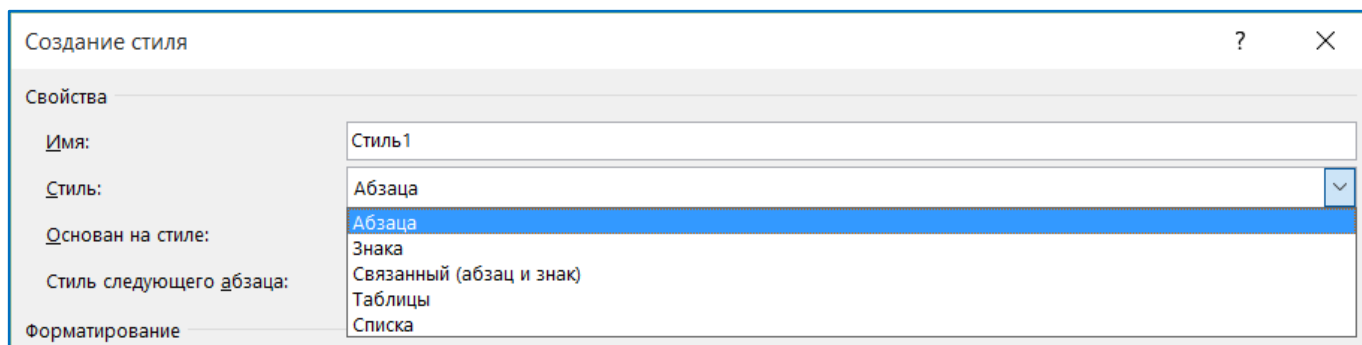 Создание стиля ?
Свойства
Имя: Стиль1
Стиль: Абзаца
Абзаца
Основан на стиле:
Знака
Связанный (абзац и знак)
Стиль следующего абзаца:
Таблицы
Списка
Форматирование